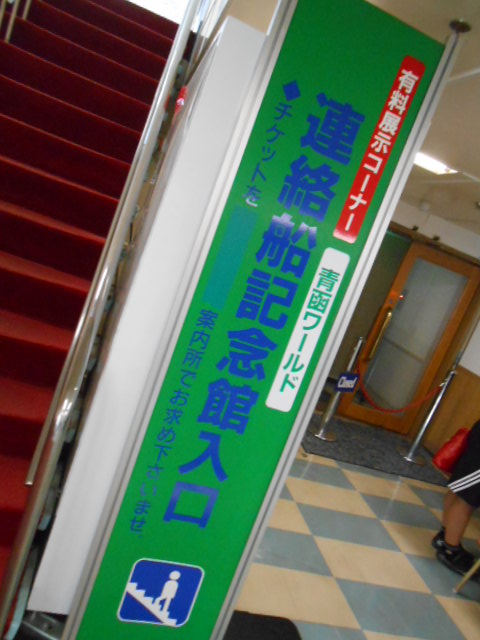 有料展示コーナー
連絡船記念館入口
青函ワールド
◆チケットを
案内所でお求め下さいませ。
Closed